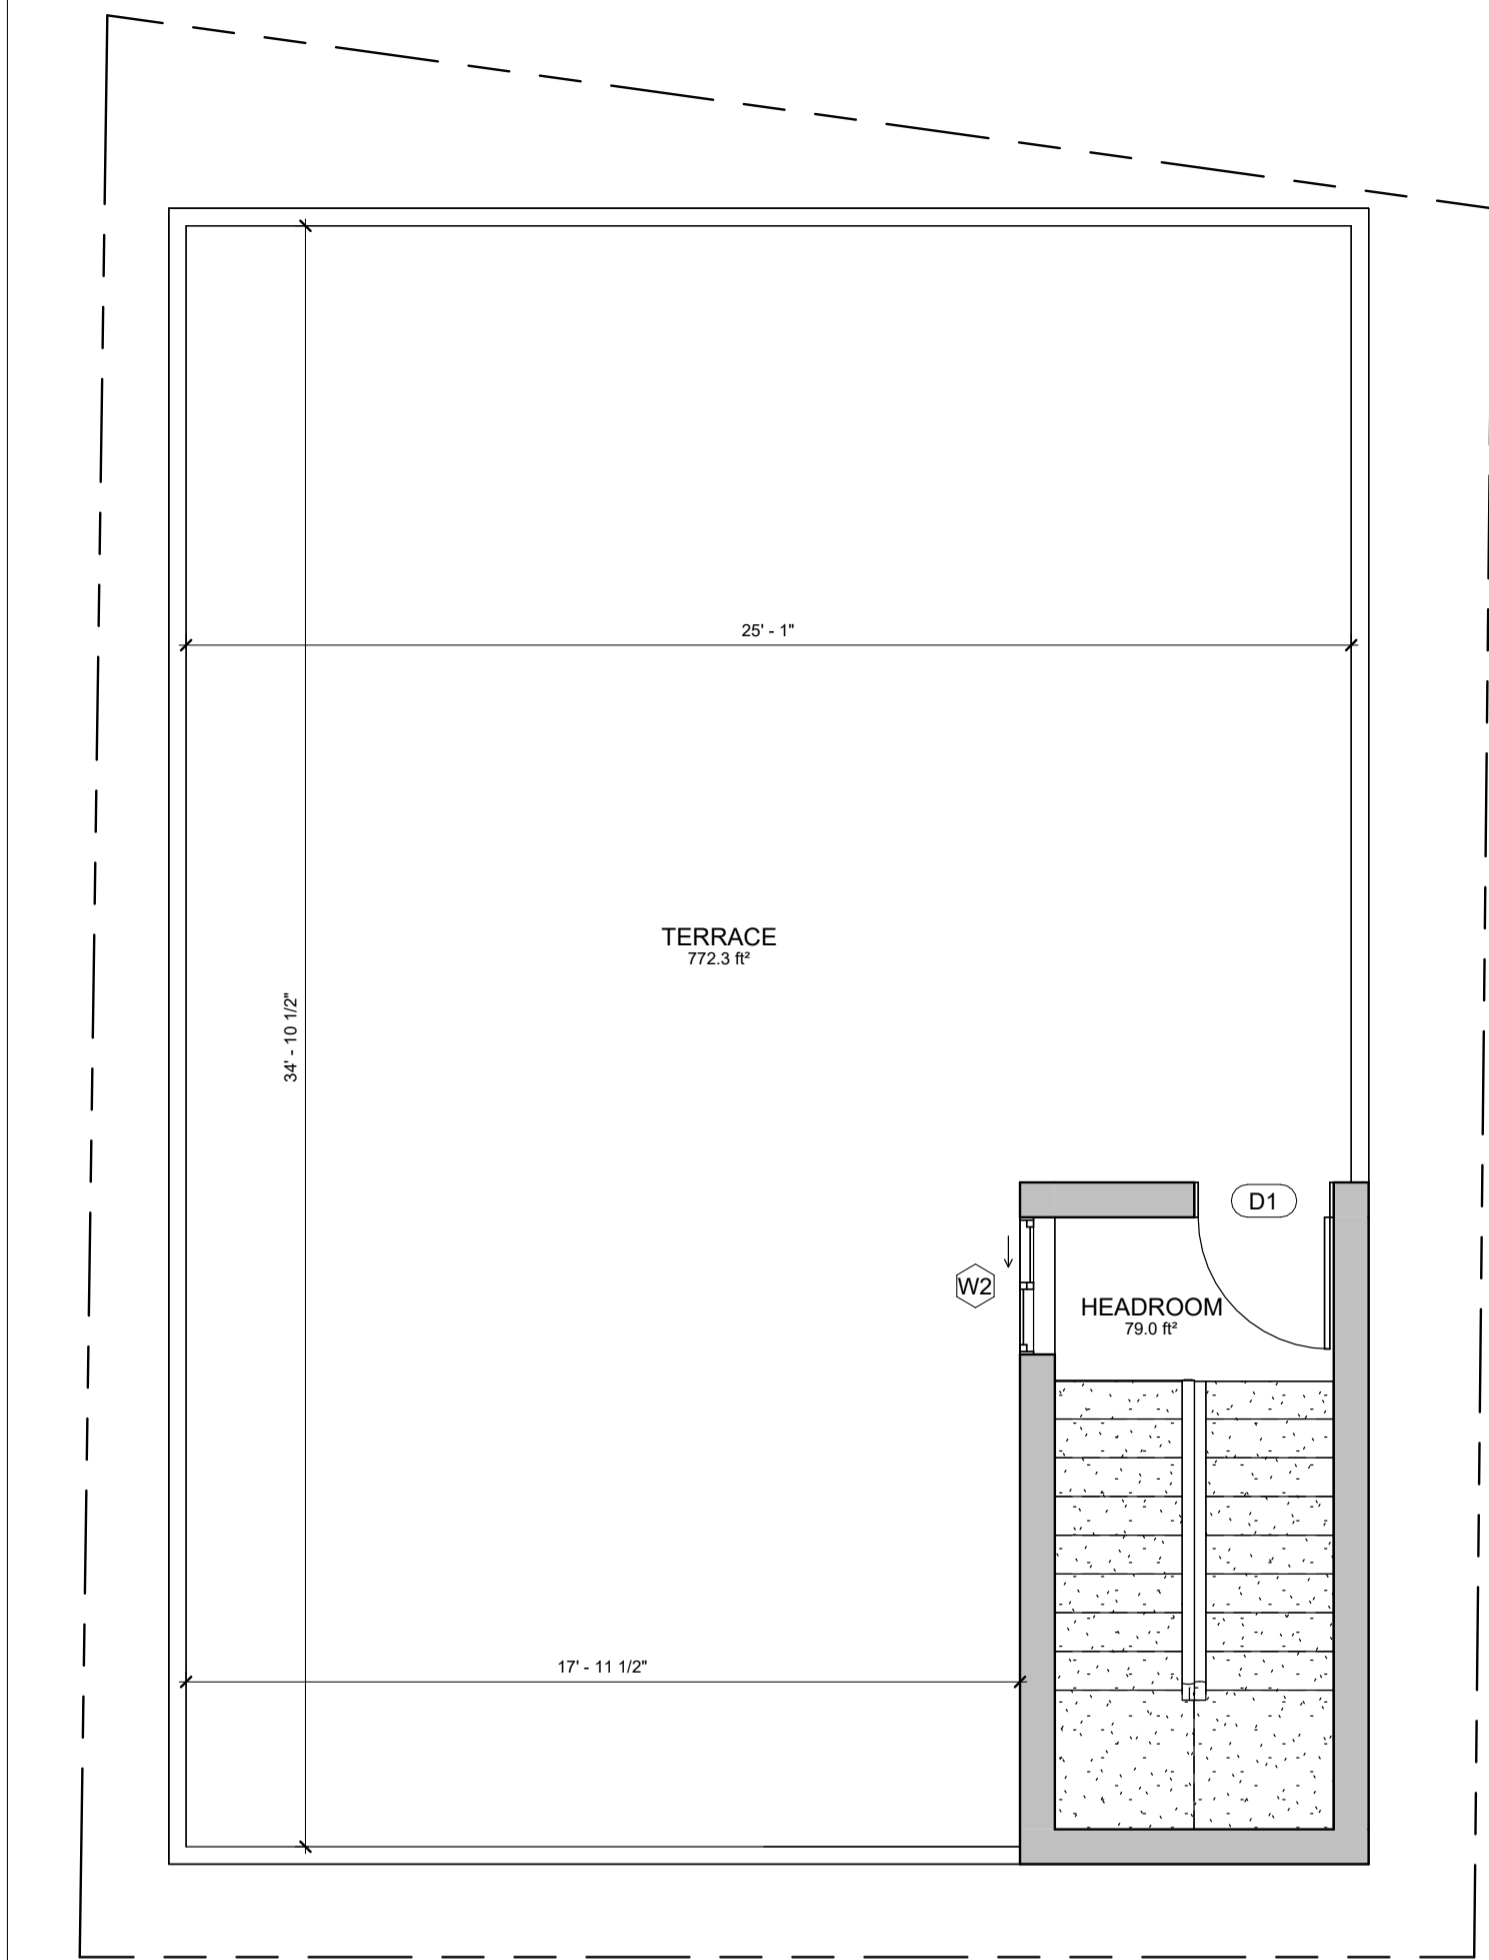 25' - 1"
TERRACE
772.3 ft²
34' - 10 1/2"
D1
W2
HEADROOM
79.0 ft²
17' - 11 1/2"